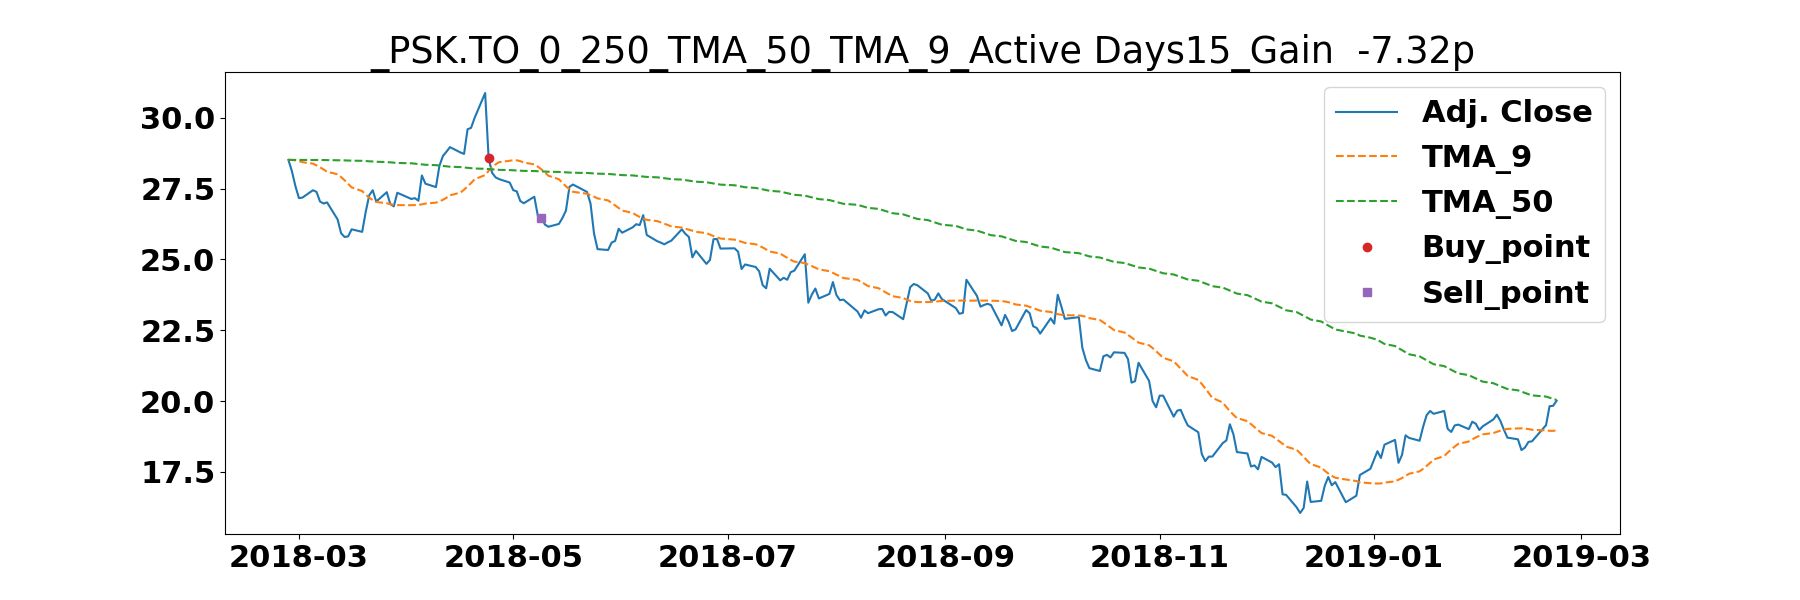 _PSK.TO_0_250_TMA_50_TMA_9_Active Days15_Gain  -7.32p
30.0
27.5
25.0
22.5
20.0
17.5
Adj. Close
TMA_9
TMA_50
Buy_point
Sell_point
2018-03 2018-05 2018-07 2018-09 2018-11 2019-01 2019-03